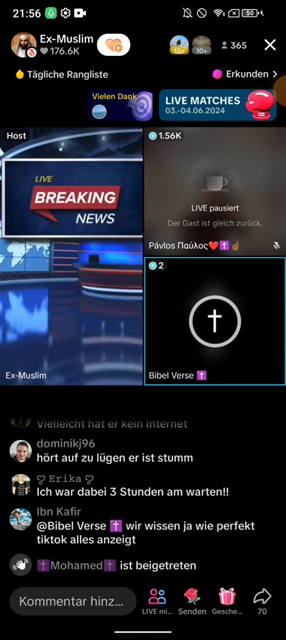 21:56
50
Ex-Muslim
176.6K
10+
10+
365
Tägliche Rangliste
Erkunden >
Vielen Dank
LIVE MATCHES
03.-04.06.2024
Host
LIVE
BREAKING
NEWS
Ex-Muslim
1.56K
LIVE pausiert
Der Gast ist gleich zurück.
Pávlos Παύλος❤️✝️☝🏾
2
Bibel Verse ✝️
Vielleicht hat er kein Internet
dominikj96
hört auf zu lügen er ist stumm
Erika
Ich war dabei 3 Stunden am warten!!
Ibn Kafir
@Bibel Verse ✝️ wir wissen ja wie perfekt
tiktok alles anzeigt
✝️Mohamed✝️ ist beigetreten
Kommentar hinz...
LIVE mi...
Senden
Gesche...
70